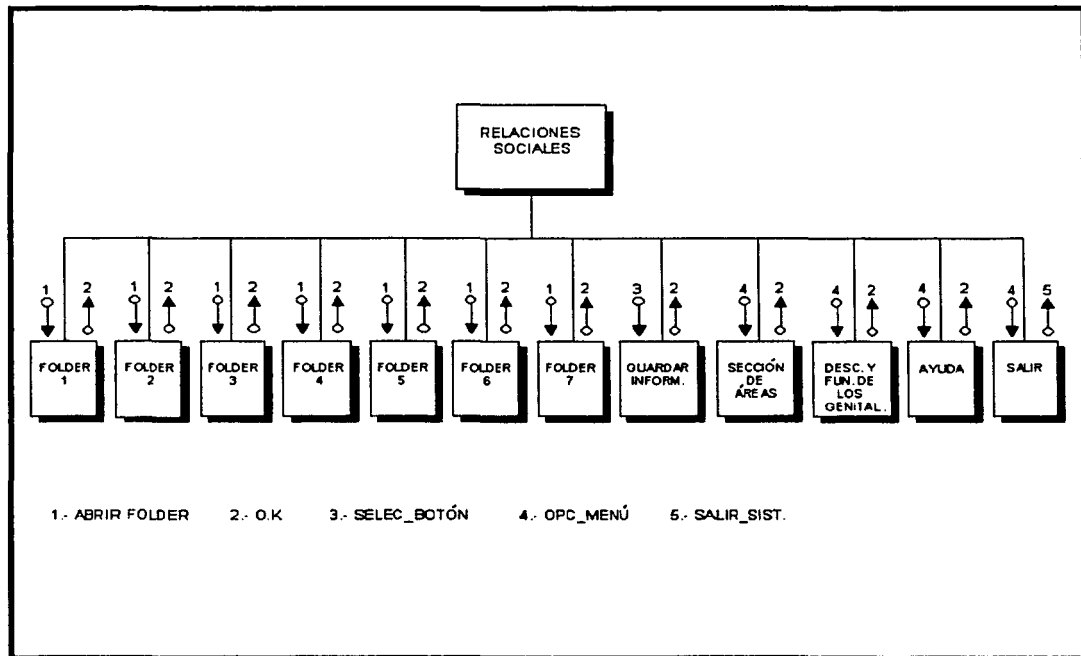 RELACIONES
SOCIALES
1 2 1 2 1 2 1 2 1 2 1 2 1 2 3 2 4 2 4 2 4 2 4 5
FOLDER
1
FOLDER
2
FOLDER
3
FOLDER
4
FOLDER
5
FOLDER
6
FOLDER
7
GUARDAR
INFORM.
SECCIÓN
DE
ÁREAS
DESC. Y
FUN. DE
LOS
GENITAL.
AYUDA
SALIR
1.- ABRIR FOLDER 2.- O.K 3.- SELEC_BOTÓN 4.- OPC_MENÚ 5.- SALIR_SIST.